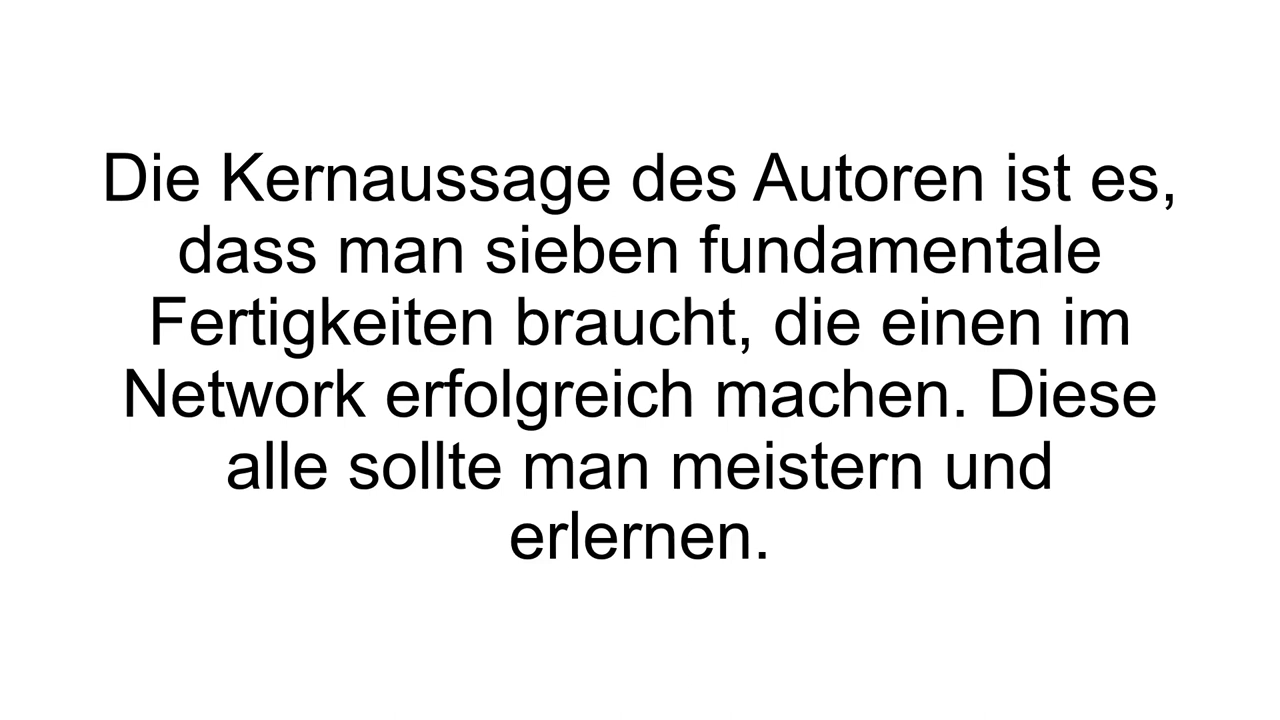 Die Kernaussage des Autoren ist es,
dass man sieben fundamentale
Fertigkeiten braucht, die einen im
Network erfolgreich machen. Diese
alle sollte man meistern und
erlernen.